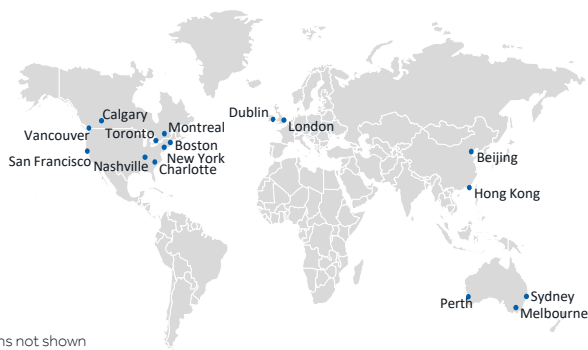 Calgary
Vancouver
Toronto
Montreal
Boston
San Francisco
Nashville
New York
Charlotte
Dublin
London
Beijing
Hong Kong
Perth
Sydney
Melbourne
not shown